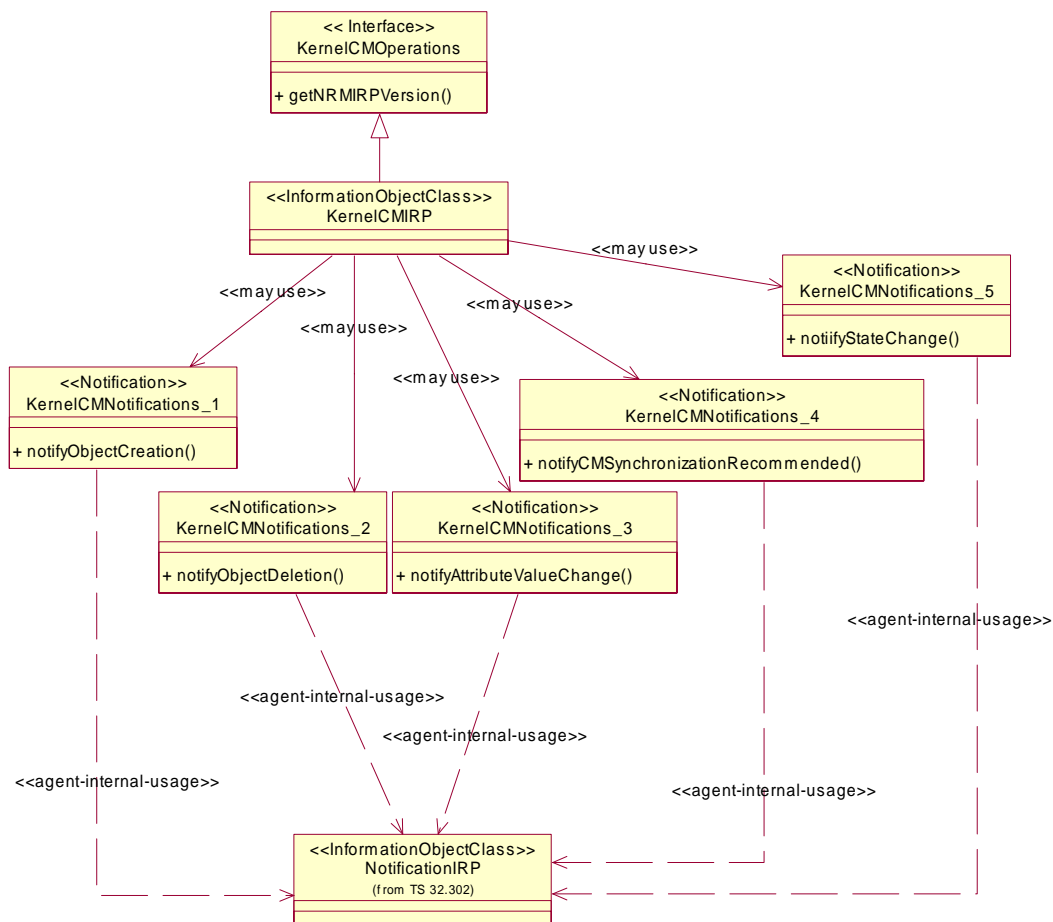 << Interface>>
KernelCMOperations
+ getNRMIRPVersion()
<<InformationObjectClass>>
KernelCMIRP
<<may use>>
<<Notification>>
KernelCMNotifications_5
+ notiifyStateChange()
<<may use>>
<<may use>>
<<may use>>
<<may use>>
<<Notification>>
KernelCMNotifications_1
+ notifyObjectCreation()
<<Notification>>
KernelCMNotifications_4
+ notifyCMSynchronizationRecommended()
<<Notification>>
KernelCMNotifications_2
+ notifyObjectDeletion()
<<Notification>>
KernelCMNotifications_3
+ notifyAttributeValueChange()
<<agent-internal-usage>>
<<agent-internal-usage>>
<<agent-internal-usage>>
<<agent-internal-usage>>
<<agent-internal-usage>>
<<InformationObjectClass>>
NotificationIRP
(from TS 32.302)